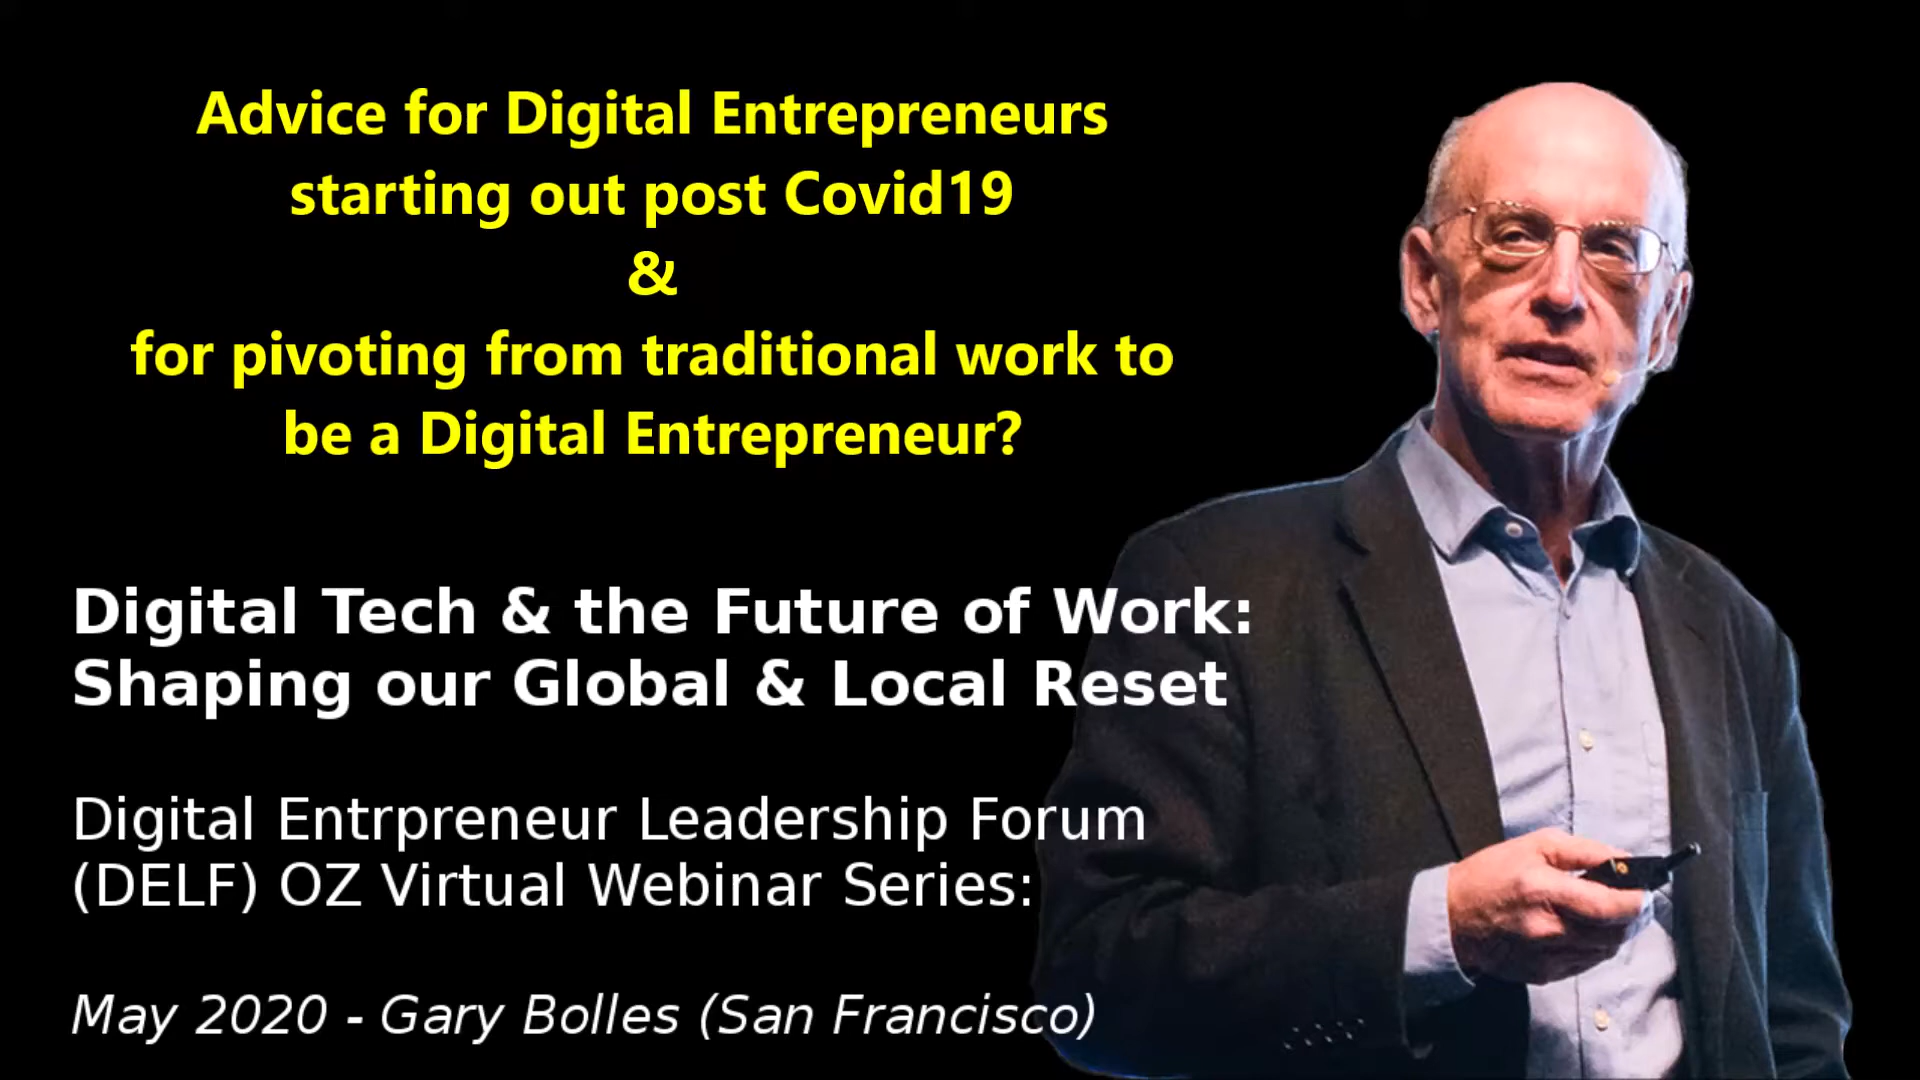 Advice for Digital Entrepreneurs
starting out post Covid19
&
for pivoting from traditional work to
be a Digital Entrepreneur?
Digital Tech & the Future of Work:
Shaping our Global & Local Reset
Digital Entrpreneur Leadership Forum
(DELF) OZ Virtual Webinar Series:
May 2020 - Gary Bolles (San Francisco)